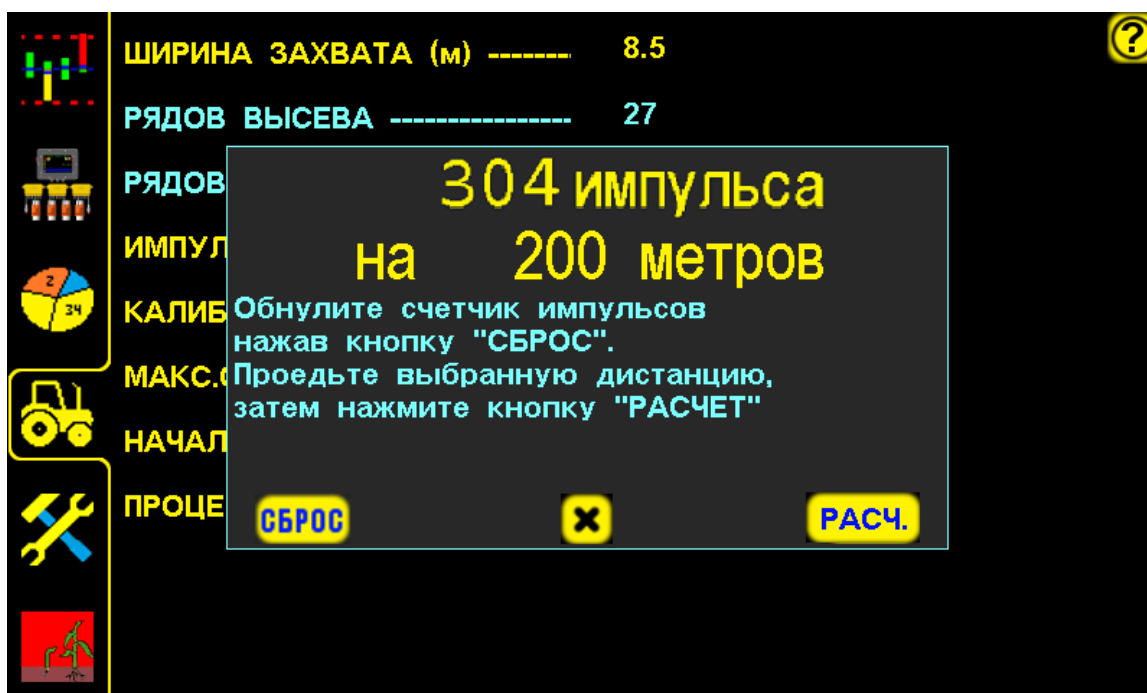 ШИРИНА ЗАХВАТА (м) ------- 8.5
РЯДОВ ВЫСЕВА ---------------- 27
РЯДОВ
ИМПУЛ
КАЛИБ
МАКС.
НАЧАЛ
ПРОЦЕ
304 импульса
на 200 метров
Обнулите счетчик импульсов
нажав кнопку "СБРОС".
Проедьте выбранную дистанцию,
затем нажмите кнопку "РАСЧЕТ"
СБРОС
РАСЧ.
2
34
?